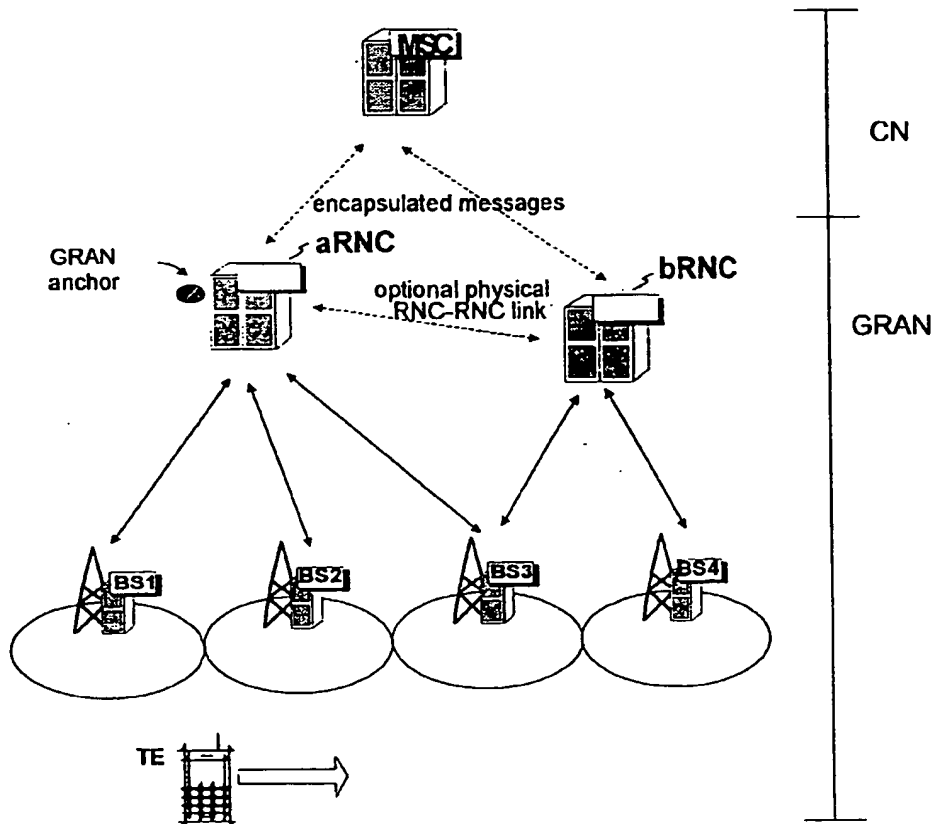 MSC
CN
encapsulated messages
aRNC
GRAN
anchor
bRNC
optional physical
RNC-RNC link
GRAN
BS1
BS2
BS3
BS4
TE